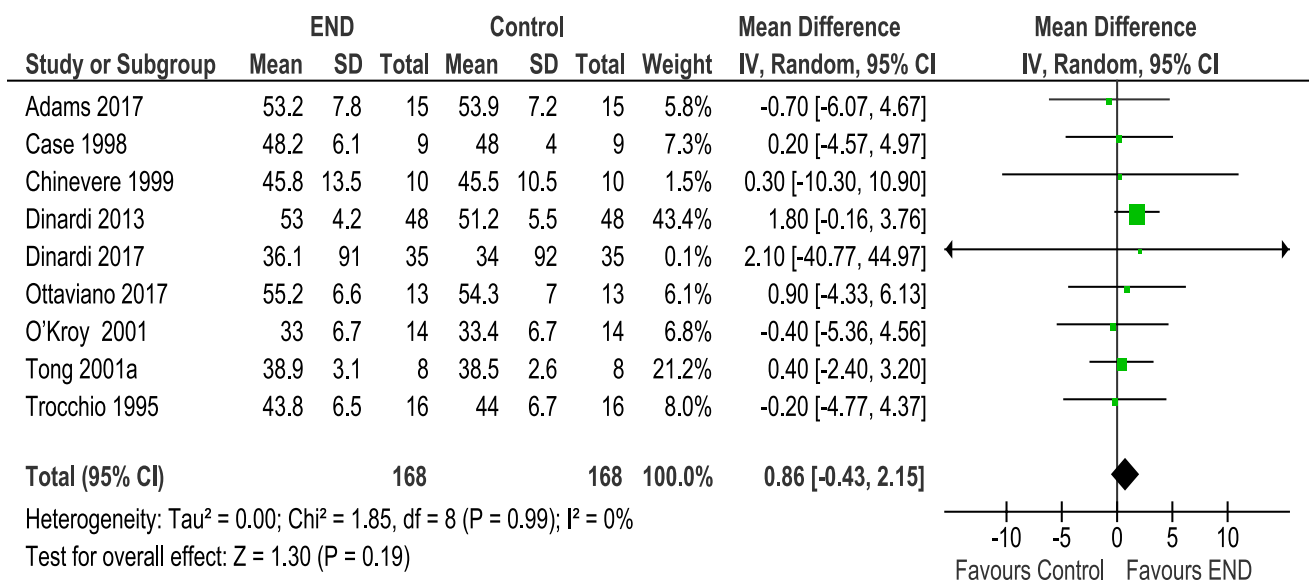 END Control Mean Difference Mean Difference
Study or Subgroup Mean SD Total Mean SD Total Weight IV, Random, 95% CI IV, Random, 95% CI
Adams 2017 53.2 7.8 15 53.9 7.2 15 5.8% -0.70 [-6.07, 4.67]
Case 1998 48.2 6.1 9 48 4 9 7.3% 0.20 [-4.57, 4.97]
Chinevere 1999 45.8 13.5 10 45.5 10.5 10 1.5% 0.30 [-10.30, 10.90]
Dinardi 2013 53 4.2 48 51.2 5.5 48 43.4% 1.80 [-0.16, 3.76]
Dinardi 2017 36.1 91 35 34 92 35 0.1% 2.10 [-40.77, 44.97]
Ottaviano 2017 55.2 6.6 13 54.3 7 13 6.1% 0.90 [-4.33, 6.13]
O'Kroy 2001 33 6.7 14 33.4 6.7 14 6.8% -0.40 [-5.36, 4.56]
Tong 2001a 38.9 3.1 8 38.5 2.6 8 21.2% 0.40 [-2.40, 3.20]
Trocchio 1995 43.8 6.5 16 44 6.7 16 8.0% -0.20 [-4.77, 4.37]
Total (95% CI) 168 168 100.0% 0.86 [-0.43, 2.15]
Heterogeneity: Tau² = 0.00; Chi² = 1.85, df = 8 (P = 0.99); I² = 0%
Test for overall effect: Z = 1.30 (P = 0.19)
-10 -5 0 5 10
Favours Control Favours END